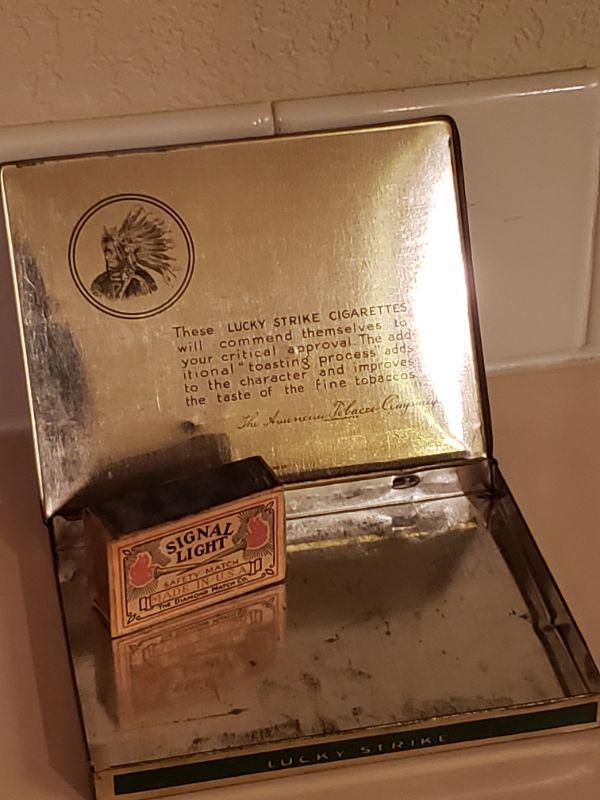 These LUCKY STRIKE CIGARETTES
will commend themselves to
your critical approval. The add-
itional "toasting process" adds
to the character and improves
the taste of the fine tobaccos
The American Tobacco Company
SIGNAL
LIGHT
SAFETY MATCH
MADE IN U.S.A.
THE DIAMOND MATCH CO.
LUCKY STRIKE